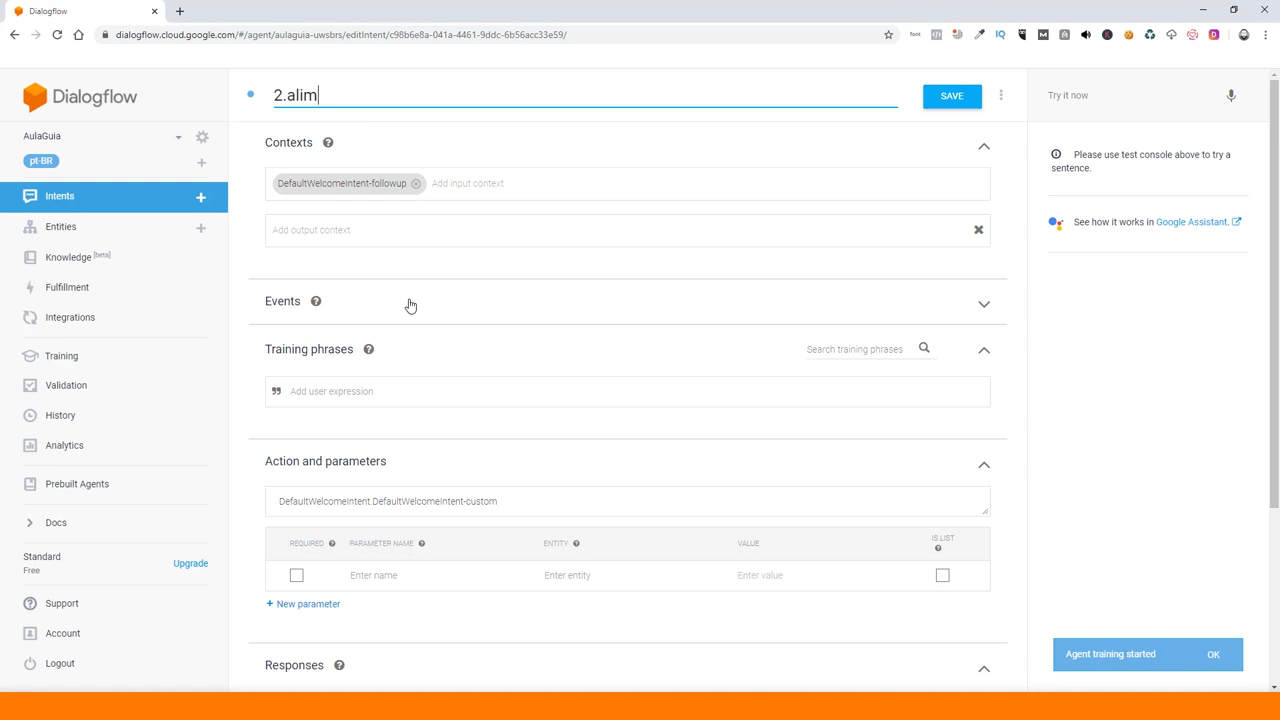 Dialogflow
dialogflow.cloud.google.com/#/agent/aulaguia-uwsbrs/editIntent/c98b6e8a-041a-4461-9ddc-6b56acc33e59/
Dialogflow
AulaGuia
pt-BR
Intents
Entities
Knowledge [beta]
Fulfillment
Integrations
Training
Validation
History
Analytics
Prebuilt Agents
Docs
Standard
Free
Upgrade
Support
Account
Logout
2.alim
SAVE
Contexts
DefaultWelcomeIntent-followup Add input context
Add output context
Events
Training phrases
Search training phrases
Add user expression
Action and parameters
DefaultWelcomeIntent.DefaultWelcomeIntent-custom
REQUIRED PARAMETER NAME ENTITY VALUE IS LIST
Enter name Enter entity Enter value
+ New parameter
Responses
Try it now
Please use test console above to try a
sentence.
See how it works in Google Assistant.
Agent training started OK